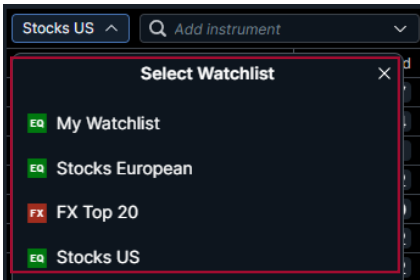 Stocks US
Add instrument
Select Watchlist
EQ My Watchlist
EQ Stocks European
FX FX Top 20
EQ Stocks US